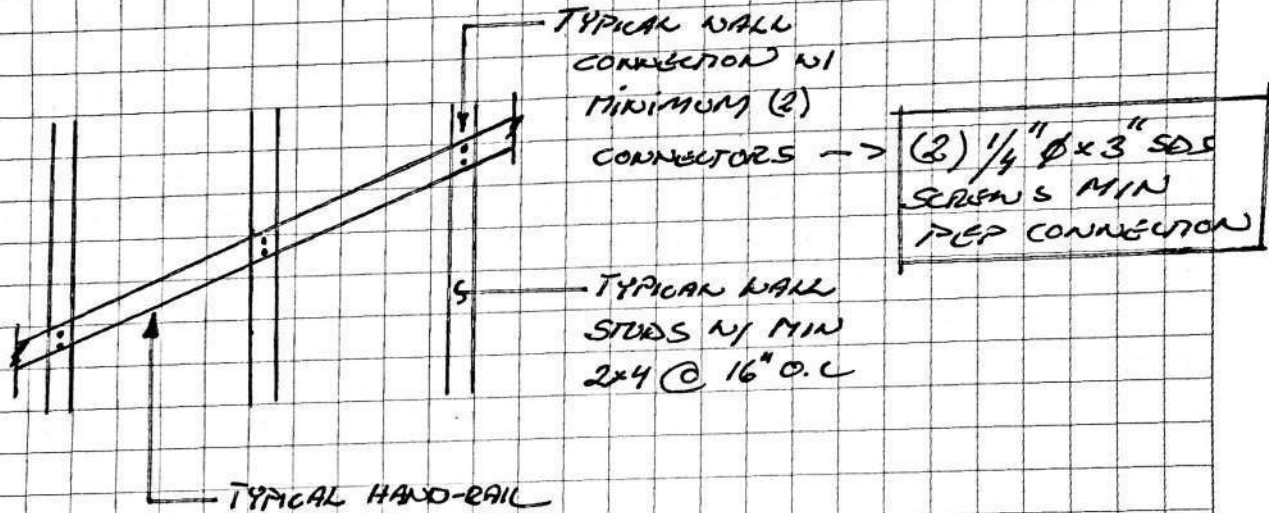 TYPICAL WALL
CONNECTION W/
MINIMUM (2)
CONNECTORS -->
(2) 1/4" Ø x 3" SDS
SCREWS MIN
PER CONNECTION
TYPICAL WALL
STUDS W/ MIN
2x4 @ 16" O.C
TYPICAL HAND-RAIL